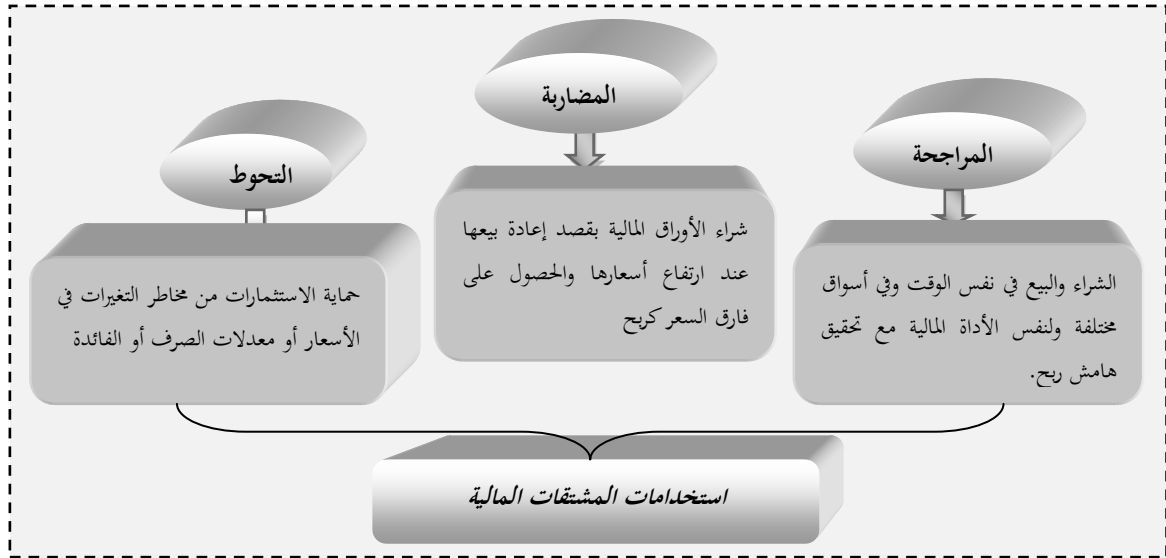 المراجحة
الشراء والبيع في نفس الوقت وفي أسواق
مختلفة ولنفس الأداة المالية مع تحقيق
هامش ربح.
المضاربة
شراء الأوراق المالية بقصد إعادة بيعها
عند ارتفاع أسعارها والحصول على
فارق السعر كربح
التحوط
حماية الاستثمارات من مخاطر التغيرات في
الأسعار أو معدلات الصرف أو الفائدة
استخدامات المشتقات المالية